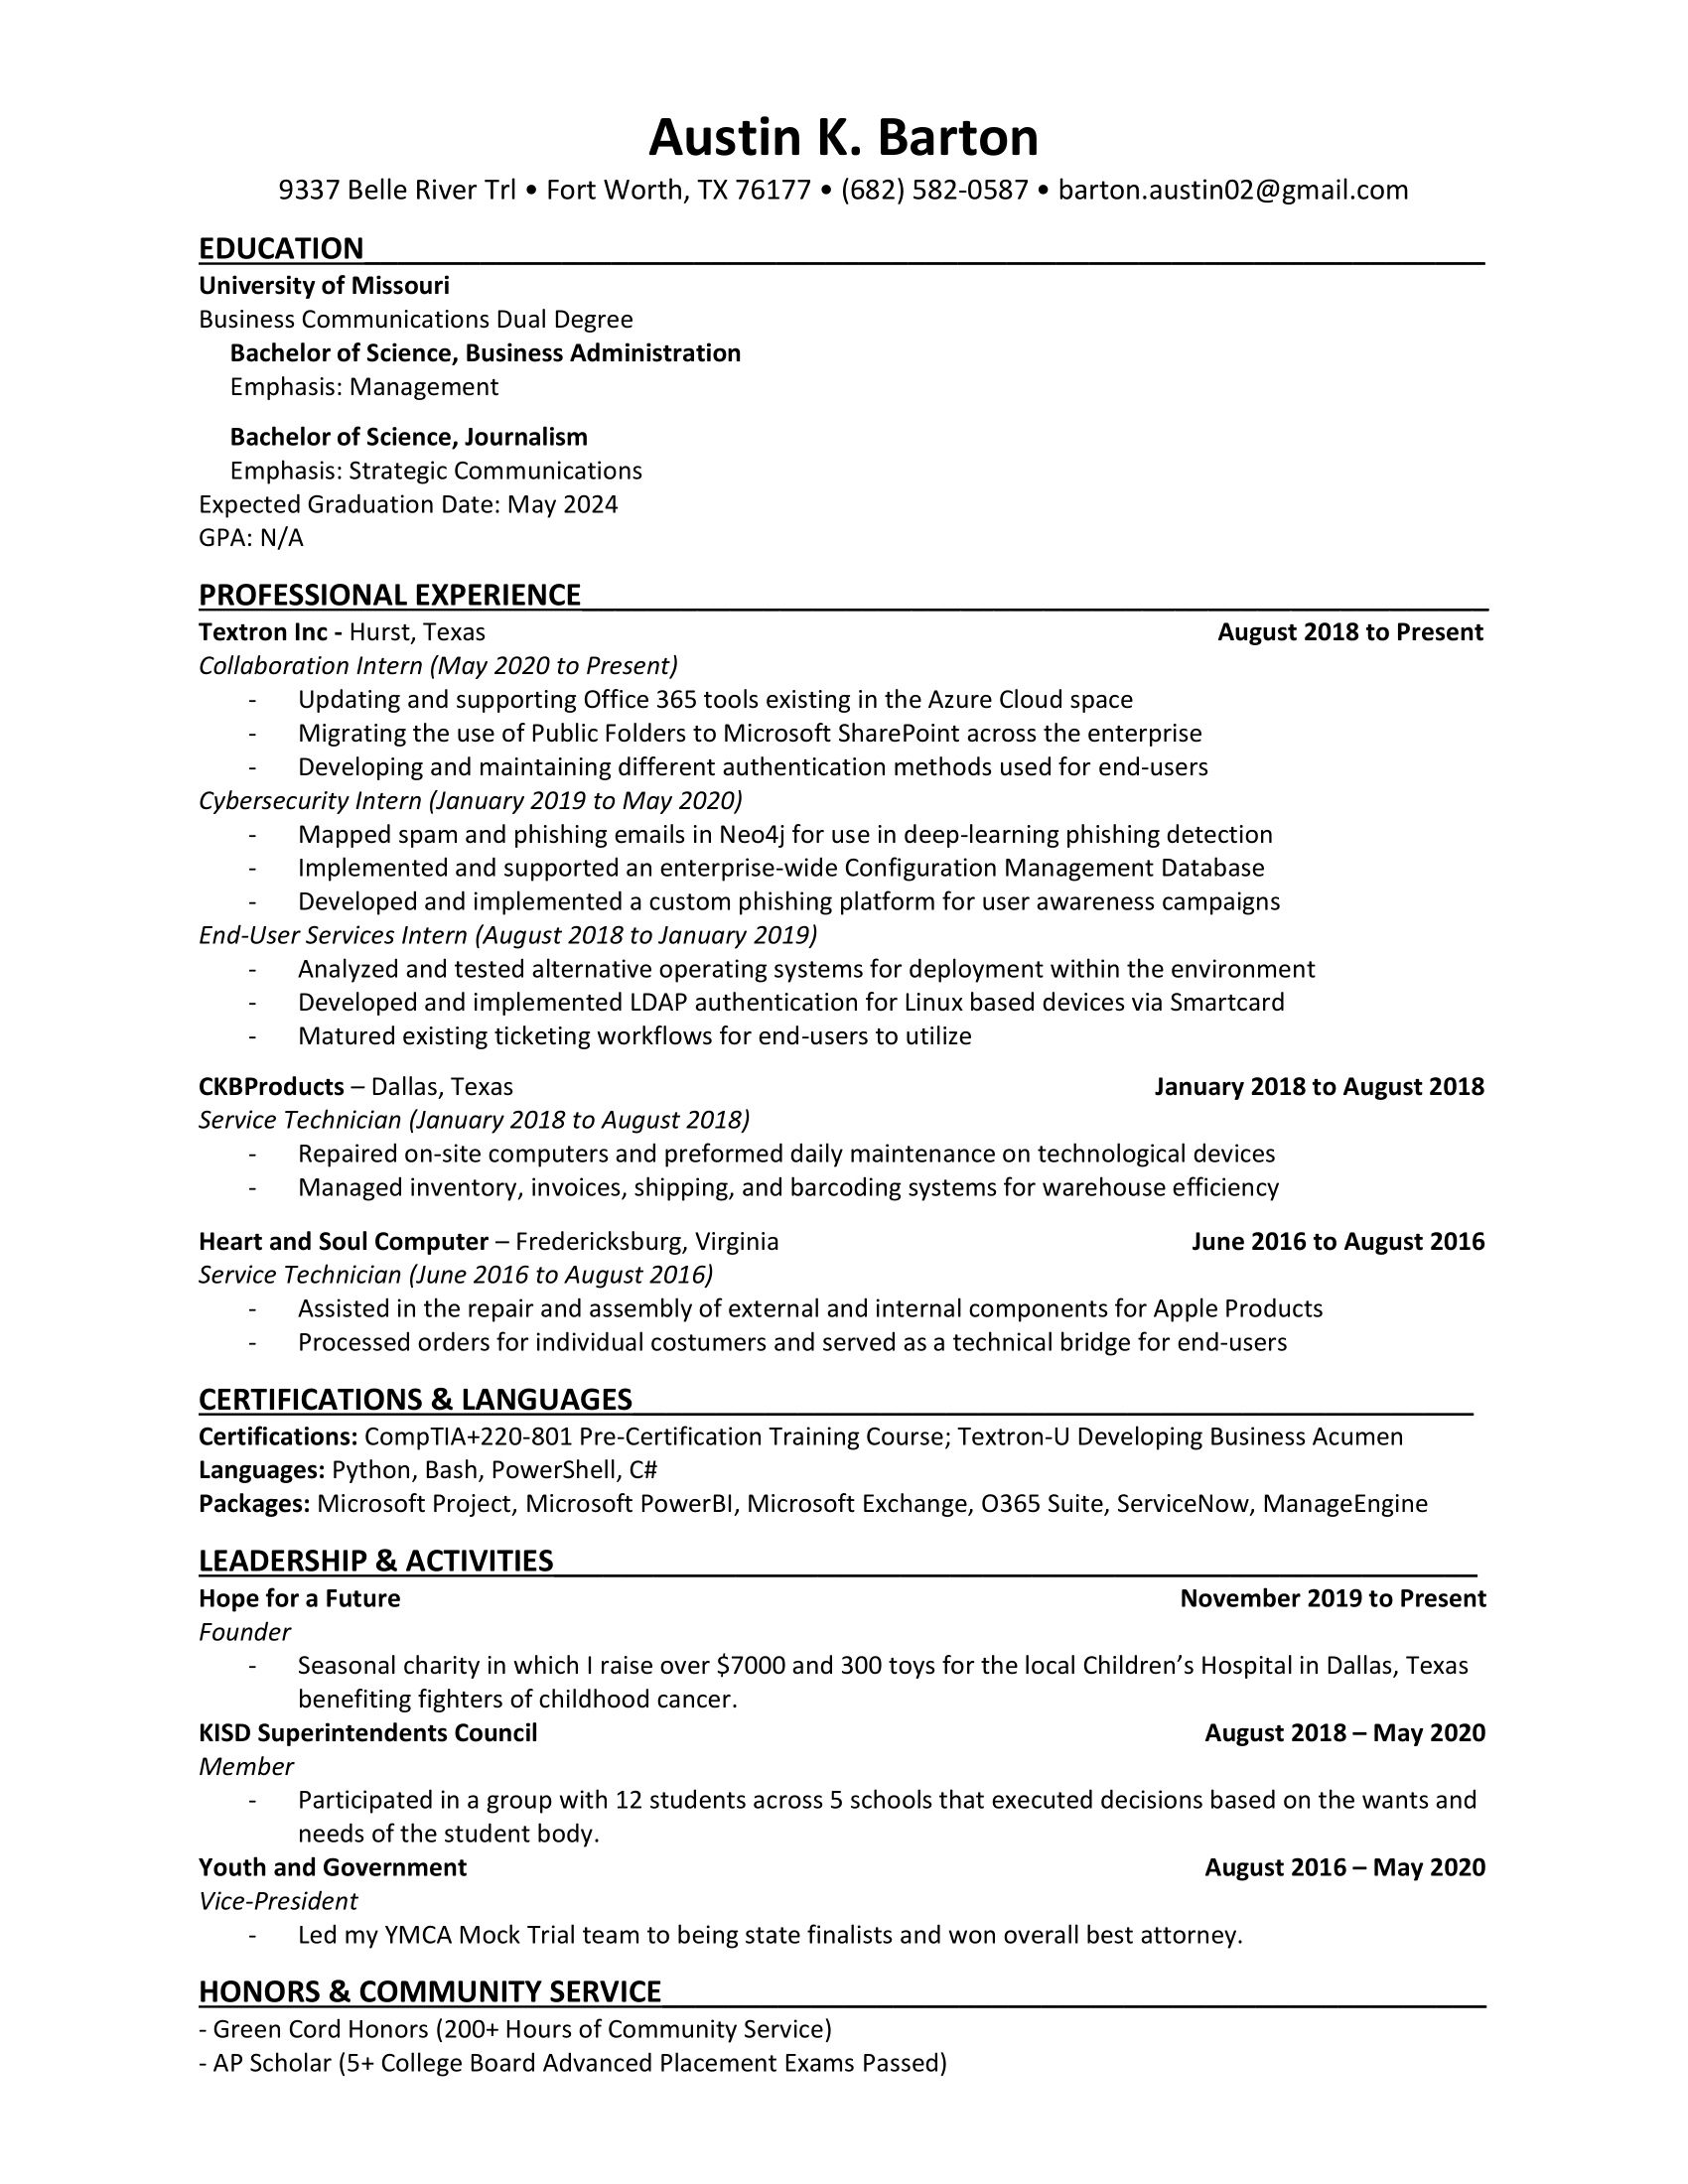 Austin K. Barton
9337 Belle River Trl • Fort Worth, TX 76177 • (682) 582-0587 • barton.austin02@gmail.com
EDUCATION
University of Missouri
Business Communications Dual Degree
Bachelor of Science, Business Administration
Emphasis: Management
Bachelor of Science, Journalism
Emphasis: Strategic Communications
Expected Graduation Date: May 2024
GPA: N/A
PROFESSIONAL EXPERIENCE
Textron Inc - Hurst, Texas August 2018 to Present
Collaboration Intern (May 2020 to Present)
- Updating and supporting Office 365 tools existing in the Azure Cloud space
- Migrating the use of Public Folders to Microsoft SharePoint across the enterprise
- Developing and maintaining different authentication methods used for end-users
Cybersecurity Intern (January 2019 to May 2020)
- Mapped spam and phishing emails in Neo4j for use in deep-learning phishing detection
- Implemented and supported an enterprise-wide Configuration Management Database
- Developed and implemented a custom phishing platform for user awareness campaigns
End-User Services Intern (August 2018 to January 2019)
- Analyzed and tested alternative operating systems for deployment within the environment
- Developed and implemented LDAP authentication for Linux based devices via Smartcard
- Matured existing ticketing workflows for end-users to utilize
CKBProducts – Dallas, Texas January 2018 to August 2018
Service Technician (January 2018 to August 2018)
- Repaired on-site computers and preformed daily maintenance on technological devices
- Managed inventory, invoices, shipping, and barcoding systems for warehouse efficiency
Heart and Soul Computer – Fredericksburg, Virginia June 2016 to August 2016
Service Technician (June 2016 to August 2016)
- Assisted in the repair and assembly of external and internal components for Apple Products
- Processed orders for individual costumers and served as a technical bridge for end-users
CERTIFICATIONS & LANGUAGES
Certifications: CompTIA+220-801 Pre-Certification Training Course; Textron-U Developing Business Acumen
Languages: Python, Bash, PowerShell, C#
Packages: Microsoft Project, Microsoft PowerBI, Microsoft Exchange, O365 Suite, ServiceNow, ManageEngine
LEADERSHIP & ACTIVITIES
Hope for a Future November 2019 to Present
Founder
- Seasonal charity in which I raise over $7000 and 300 toys for the local Children’s Hospital in Dallas, Texas
benefiting fighters of childhood cancer.
KISD Superintendents Council August 2018 – May 2020
Member
- Participated in a group with 12 students across 5 schools that executed decisions based on the wants and
needs of the student body.
Youth and Government August 2016 – May 2020
Vice-President
- Led my YMCA Mock Trial team to being state finalists and won overall best attorney.
HONORS & COMMUNITY SERVICE
- Green Cord Honors (200+ Hours of Community Service)
- AP Scholar (5+ College Board Advanced Placement Exams Passed)